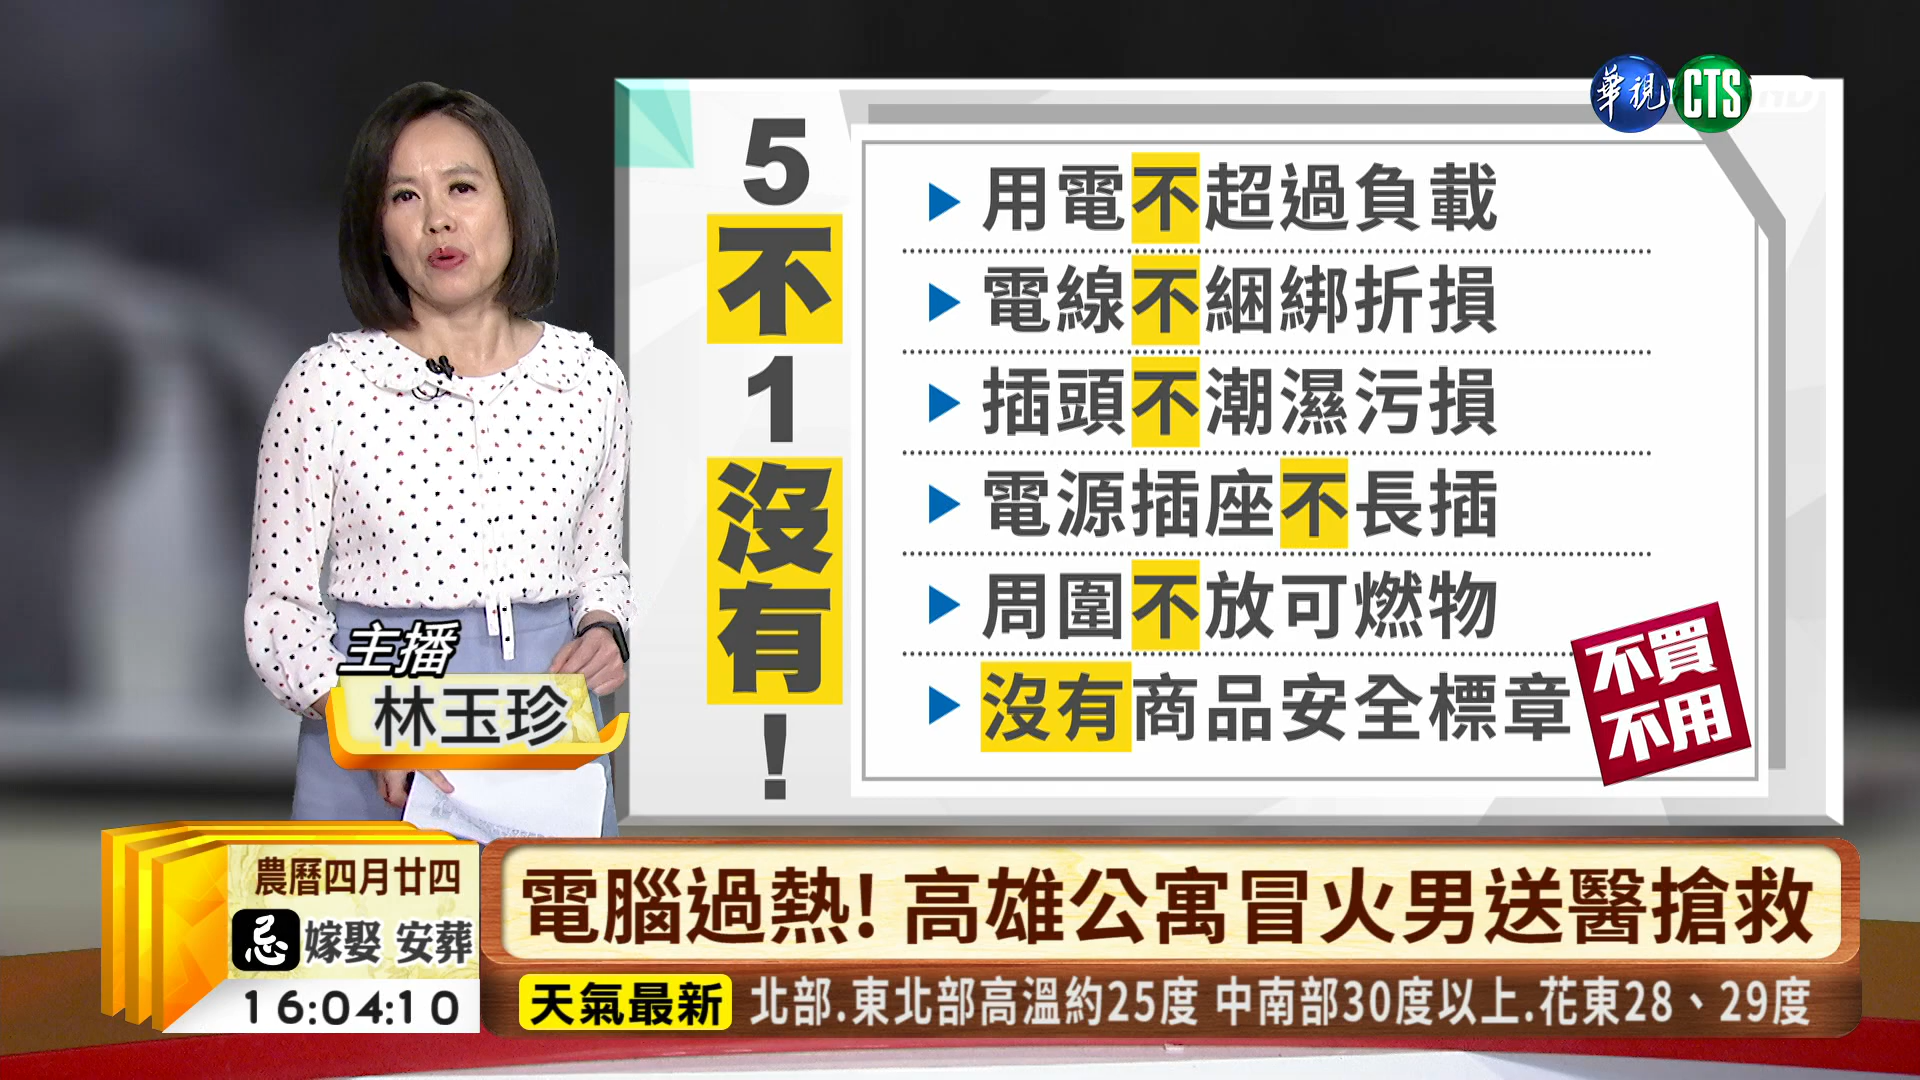 華視 CTS HD
5
不
1
沒
有
!
用電不超過負載
電線不綑綁折損
插頭不潮濕污損
電源插座不長插
周圍不放可燃物
沒有商品安全標章
不買
不用
主播
林玉珍
農曆四月廿四
忌 嫁娶 安葬
16:04:10
電腦過熱! 高雄公寓冒火男送醫搶救
天氣最新 北部.東北部高溫約25度 中南部30度以上.花東28、29度